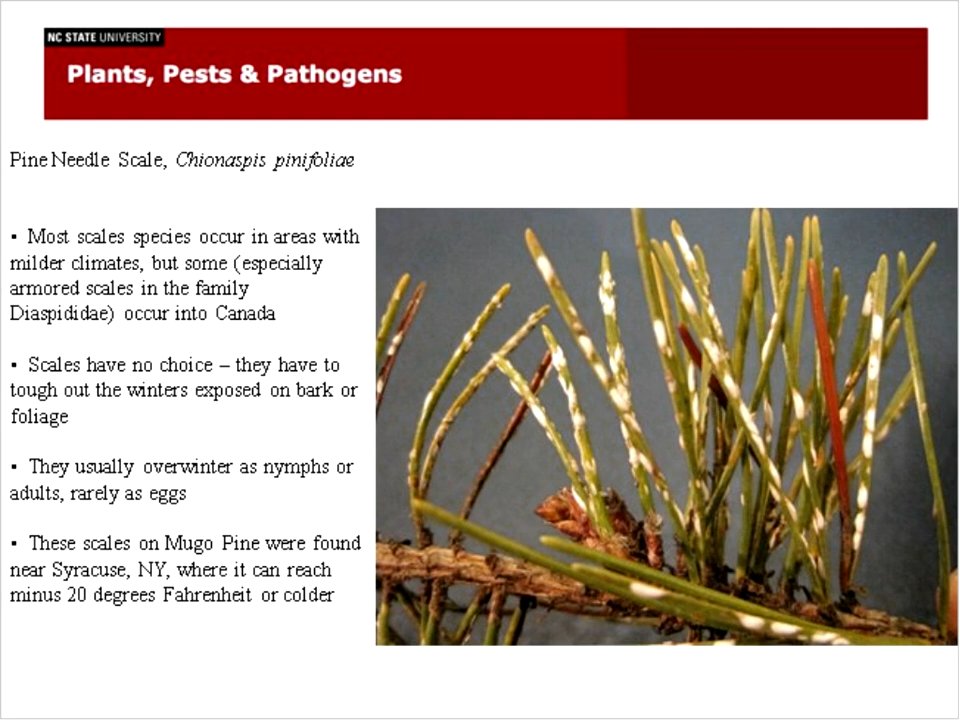 NC STATE UNIVERSITY
Plants, Pests & Pathogens
Pine Needle Scale, Chionaspis pinifoliae
▪ Most scales species occur in areas with
milder climates, but some (especially
armored scales in the family
Diaspididae) occur into Canada
▪ Scales have no choice – they have to
tough out the winters exposed on bark or
foliage
▪ They usually overwinter as nymphs or
adults, rarely as eggs
▪ These scales on Mugo Pine were found
near Syracuse, NY, where it can reach
minus 20 degrees Fahrenheit or colder